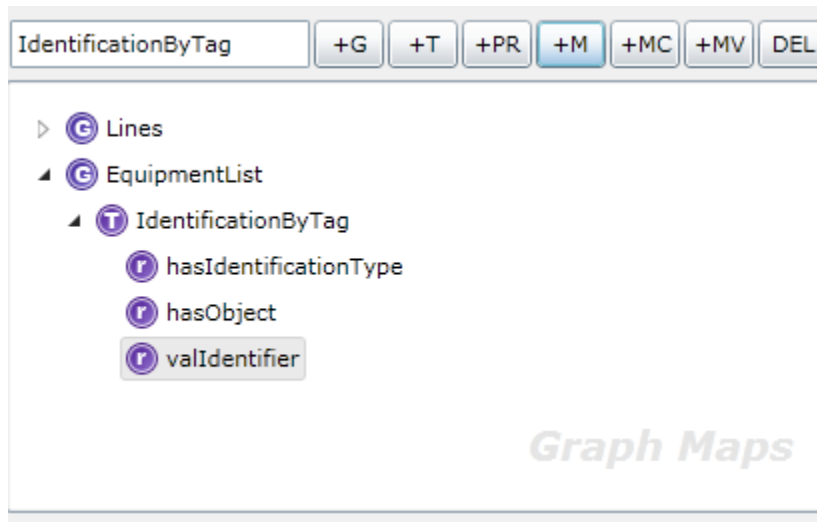 IdentificationByTag +G +T +PR +M +MC +MV DEL
G Lines
G EquipmentList
T IdentificationByTag
r hasIdentificationType
r hasObject
r valIdentifier
Graph Maps